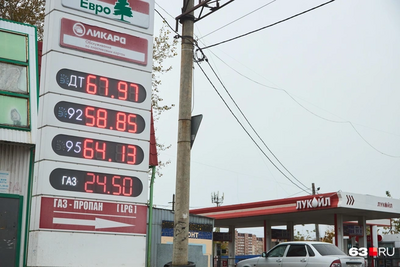 Евро
ЛИКАРД
ДТ 67.97
92 58.85
95 64.13
ГАЗ 24.50
ГАЗ - ПРОПАН (LPG)
ЛУКОЙЛ
63.RU